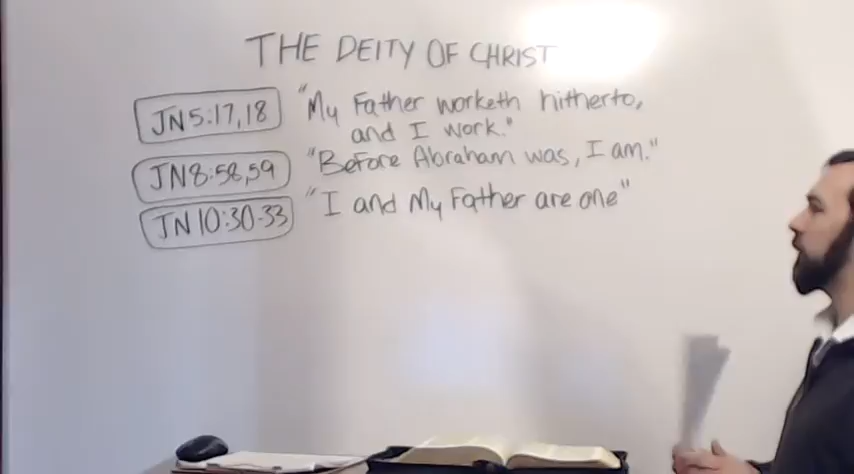 THE DEITY OF CHRIST
JN 5:17,18 "My Father worketh hitherto,
and I work."
JN 8:58,59 "Before Abraham was, I am."
JN 10:30-33 "I and My Father are one"